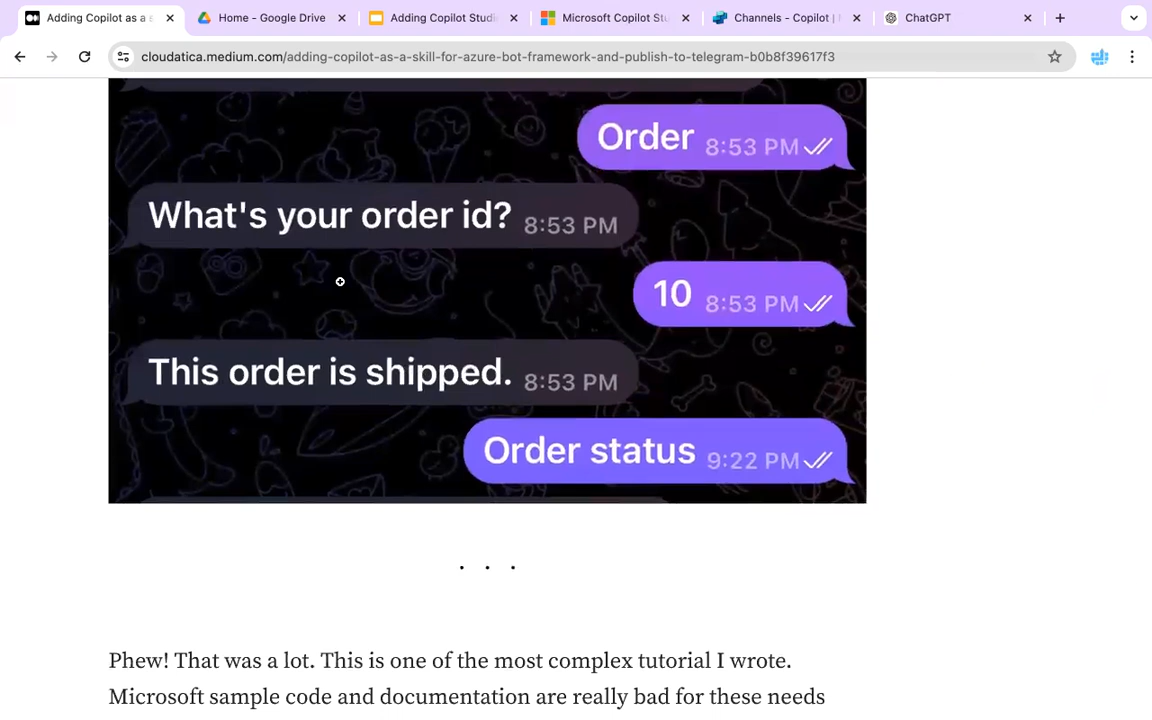 Adding Copilot as a s
Home - Google Drive
Adding Copilot Studi
Microsoft Copilot Stu
Channels - Copilot |
ChatGPT
cloudatica.medium.com/adding-copilot-as-a-skill-for-azure-bot-framework-and-publish-to-telegram-b0b8f39617f3
Order 8:53 PM
What's your order id? 8:53 PM
10 8:53 PM
This order is shipped. 8:53 PM
Order status 9:22 PM
. . .
Phew! That was a lot. This is one of the most complex tutorial I wrote.
Microsoft sample code and documentation are really bad for these needs